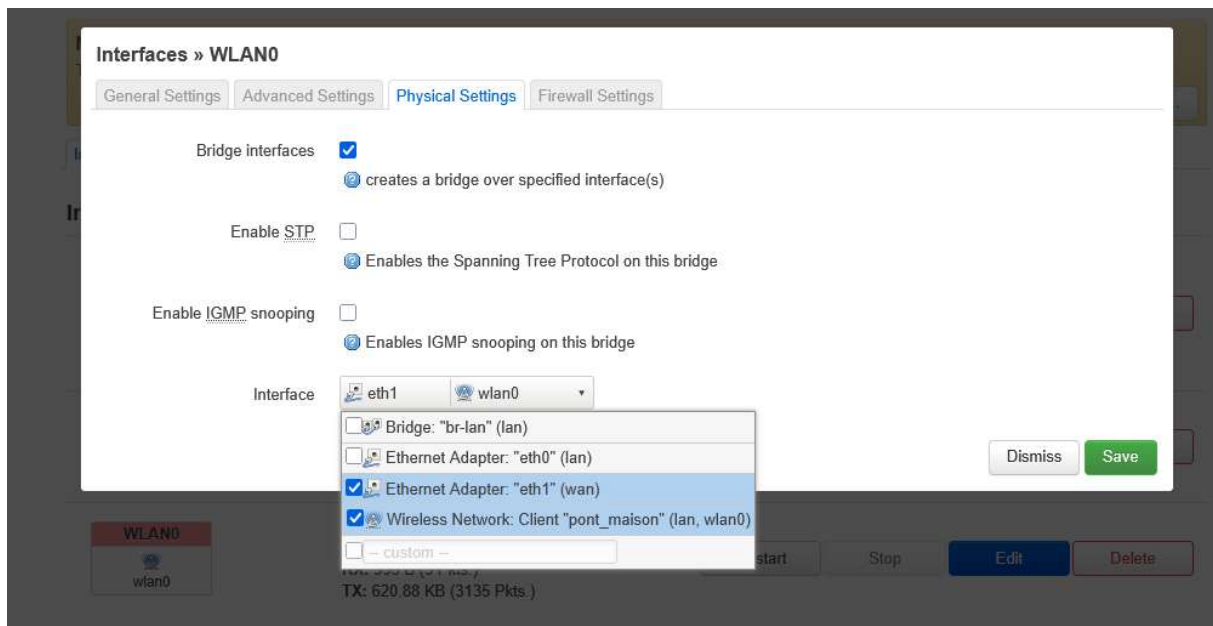 Interfaces » WLAN0
General Settings Advanced Settings Physical Settings Firewall Settings
Bridge interfaces
creates a bridge over specified interface(s)
Enable STP
Enables the Spanning Tree Protocol on this bridge
Enable IGMP snooping
Enables IGMP snooping on this bridge
Interface eth1 wlan0
Bridge: "br-lan" (lan)
Ethernet Adapter: "eth0" (lan)
Ethernet Adapter: "eth1" (wan)
Wireless Network: Client "pont_maison" (lan, wlan0)
-- custom --
Dismiss Save
WLAN0
wlan0
start Stop Edit Delete
TX: 620.88 KB (3135 Pkts.)